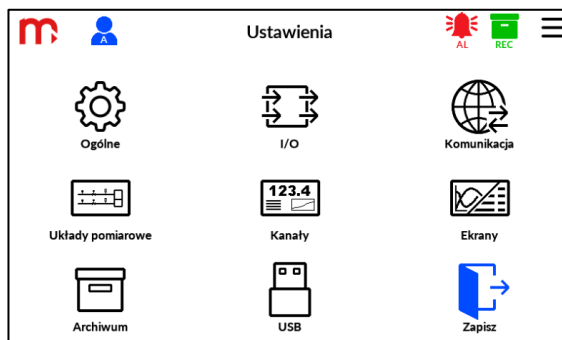 m
A
Ustawienia
AL
REC
Ogólne
I/O
Komunikacja
123.4
Układy pomiarowe
Kanały
Ekrany
Archiwum
USB
Zapisz